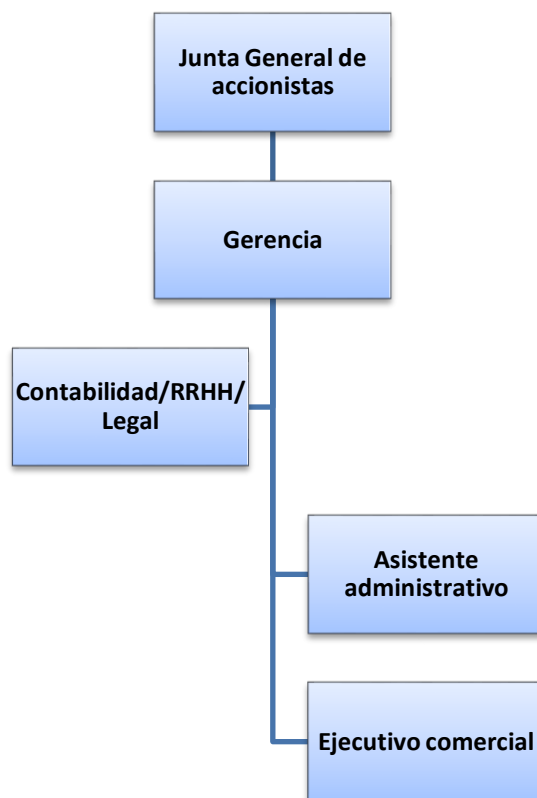 Junta General de
accionistas
Gerencia
Contabilidad/RRHH/
Legal
Asistente
administrativo
Ejecutivo comercial